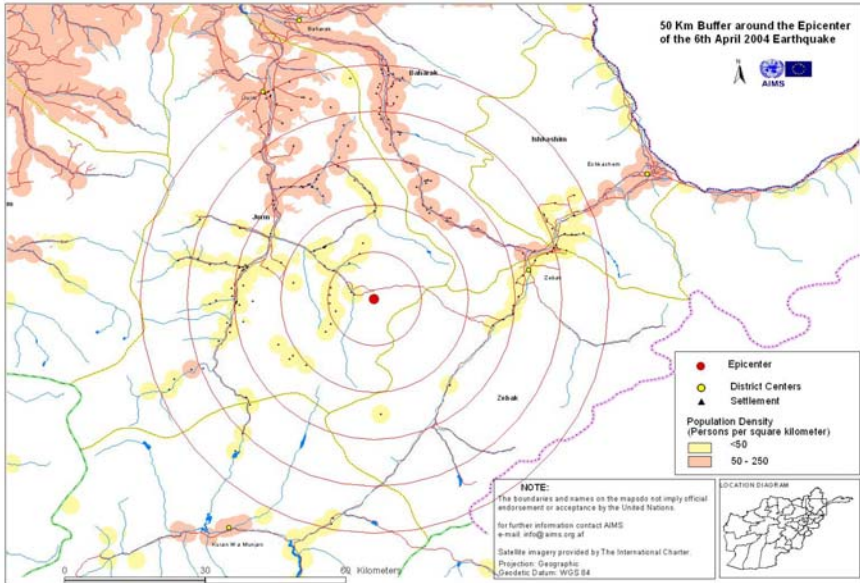 50 Km Buffer around the Epicenter
of the 6th April 2004 Earthquake
AIMS
Baharak
Baharak
Jurm
Ishkashim
Eshkashem
Jurm
Zebak
Zebak
Kuran W a Munjan
Epicenter
District Centers
Settlement
Population Density
(Persons per square kilometer)
<50
50 - 250
NOTE:
The boundaries and names on the mapsdo not imply official
endorsement or acceptance by the United Nations.
for further information contact AIMS
e-mail: info@aims.org.af
Satellite imagery provided by The International Charter.
Projection: Geographic
Geodetic Datum: WGS 84
LOCATION DIAGRAM
0 30 60 Kilometers